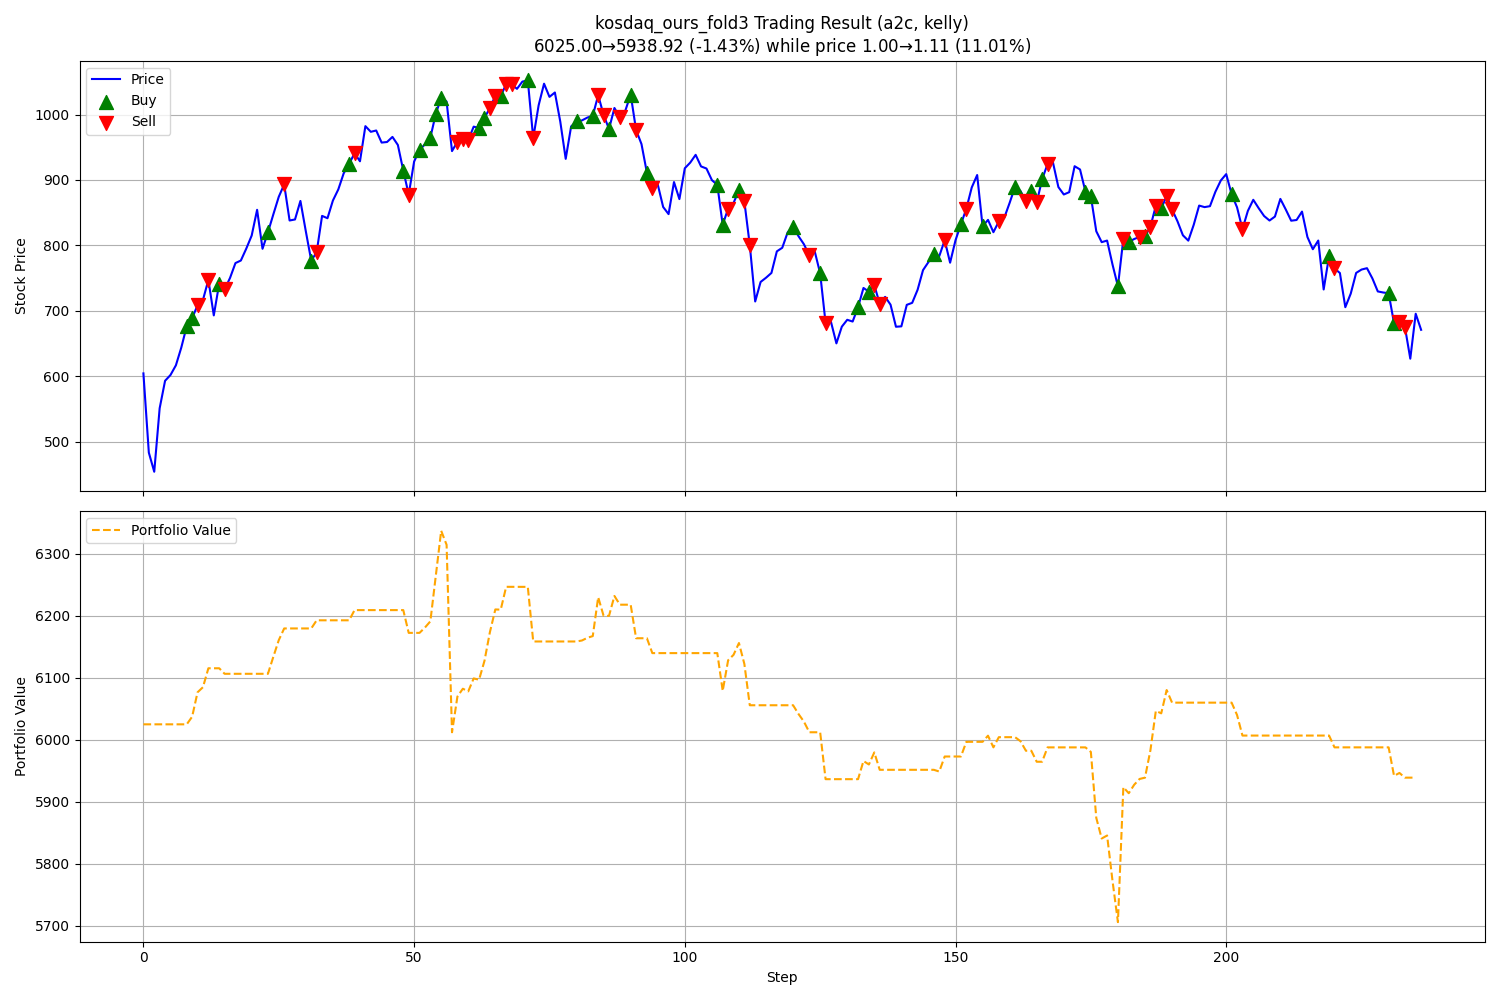 kosdaq_ours_fold3 Trading Result (a2c, kelly)
6025.00→5938.92 (-1.43%) while price 1.00→1.11 (11.01%)
Price
Buy
Sell
Stock Price
1000
900
800
700
600
500
Portfolio Value
Portfolio Value
6300
6200
6100
6000
5900
5800
5700
0
50
100
150
200
Step